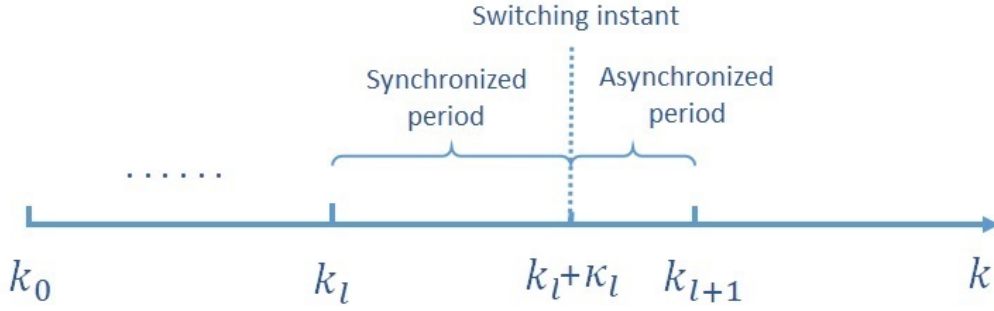 Switching instant
Synchronized
period
Asynchronized
period
......
k₀
kₗ
kₗ+κₗ
kₗ₊₁
k